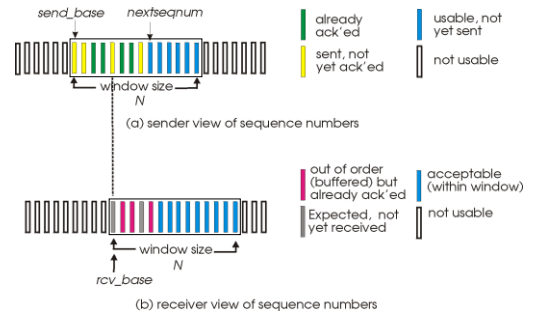 send_base
nextseqnum
already
ack'ed
usable, not
yet sent
sent, not
yet ack'ed
not usable
window size
N
(a) sender view of sequence numbers
out of order
(buffered) but
already ack'ed
acceptable
(within window)
Expected, not
yet received
not usable
window size
N
rcv_base
(b) receiver view of sequence numbers